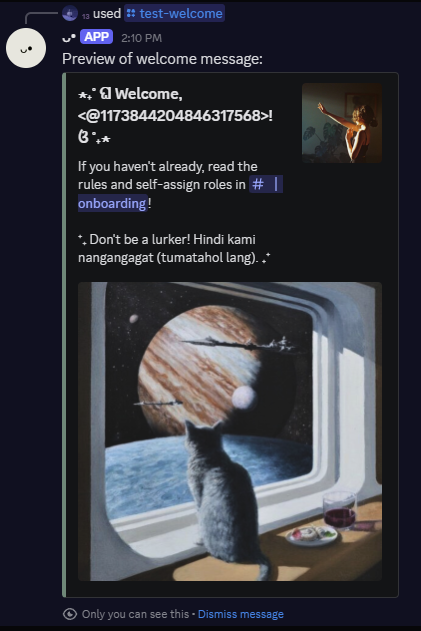 13 used test-welcome
ᴗ• APP 2:10 PM
Preview of welcome message:
⋆₊˚ Welcome,
<@1173844204846317568>!
˚₊⋆
If you haven't already, read the
rules and self-assign roles in # |
onboarding!
⁺₊ Don't be a lurker! Hindi kami
nangangagat (tumatahol lang). ₊⁺
Only you can see this • Dismiss message